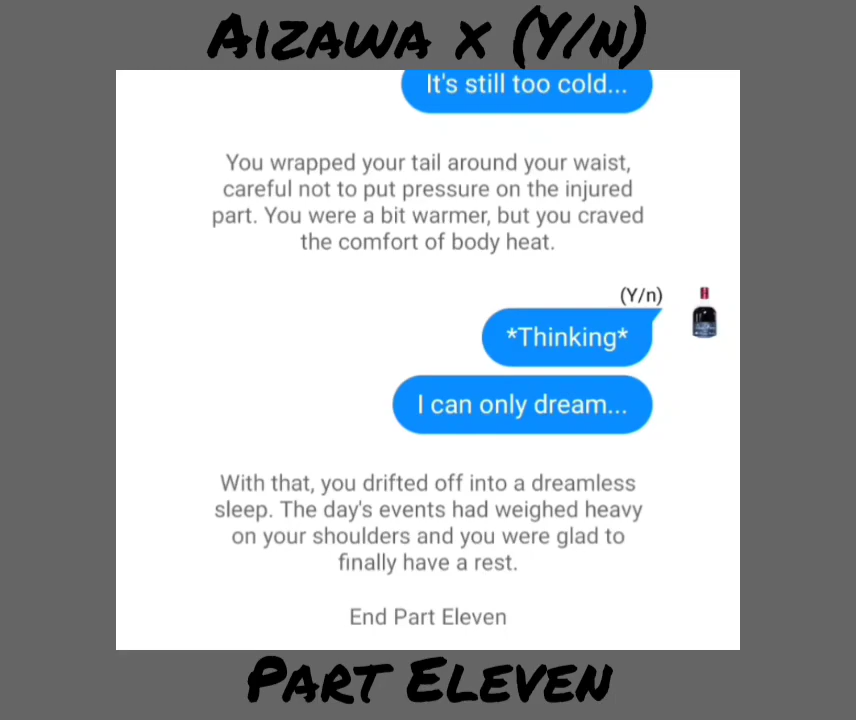 Aizawa x (Y/n)
It's still too cold...
You wrapped your tail around your waist,
careful not to put pressure on the injured
part. You were a bit warmer, but you craved
the comfort of body heat.
(Y/n)
*Thinking*
I can only dream...
With that, you drifted off into a dreamless
sleep. The day's events had weighed heavy
on your shoulders and you were glad to
finally have a rest.
End Part Eleven
Part Eleven